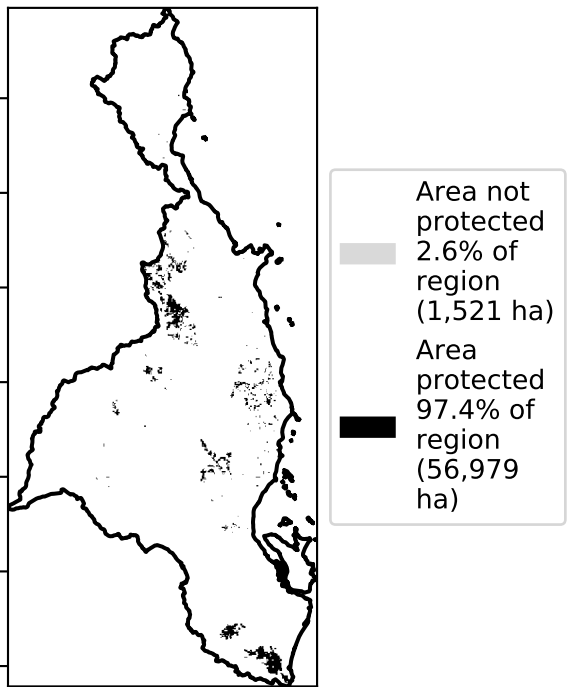 Area not
protected
2.6% of
region
(1,521 ha)
Area
protected
97.4% of
region
(56,979
ha)